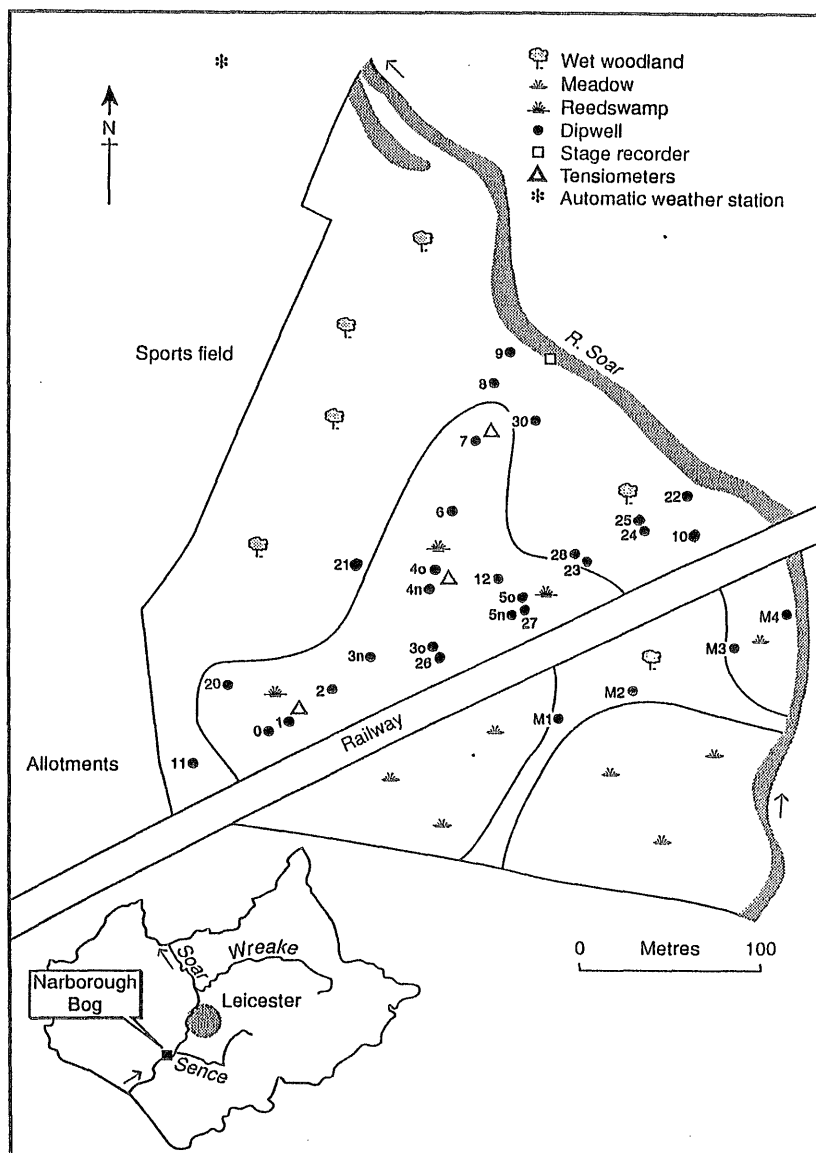 Wet woodland
Meadow
Reedswamp
Dipwell
Stage recorder
Tensiometers
Automatic weather station
N
Sports field
R. Soar
9
8
30
7
22
6
25
24
10
21
28
23
4o
12
4n
5o
5n
27
M4
3o
3n
26
M3
20
2
M2
1
0
M1
Railway
11
Allotments
0 Metres 100
Soar
Wreake
Narborough
Bog
Leicester
Sence